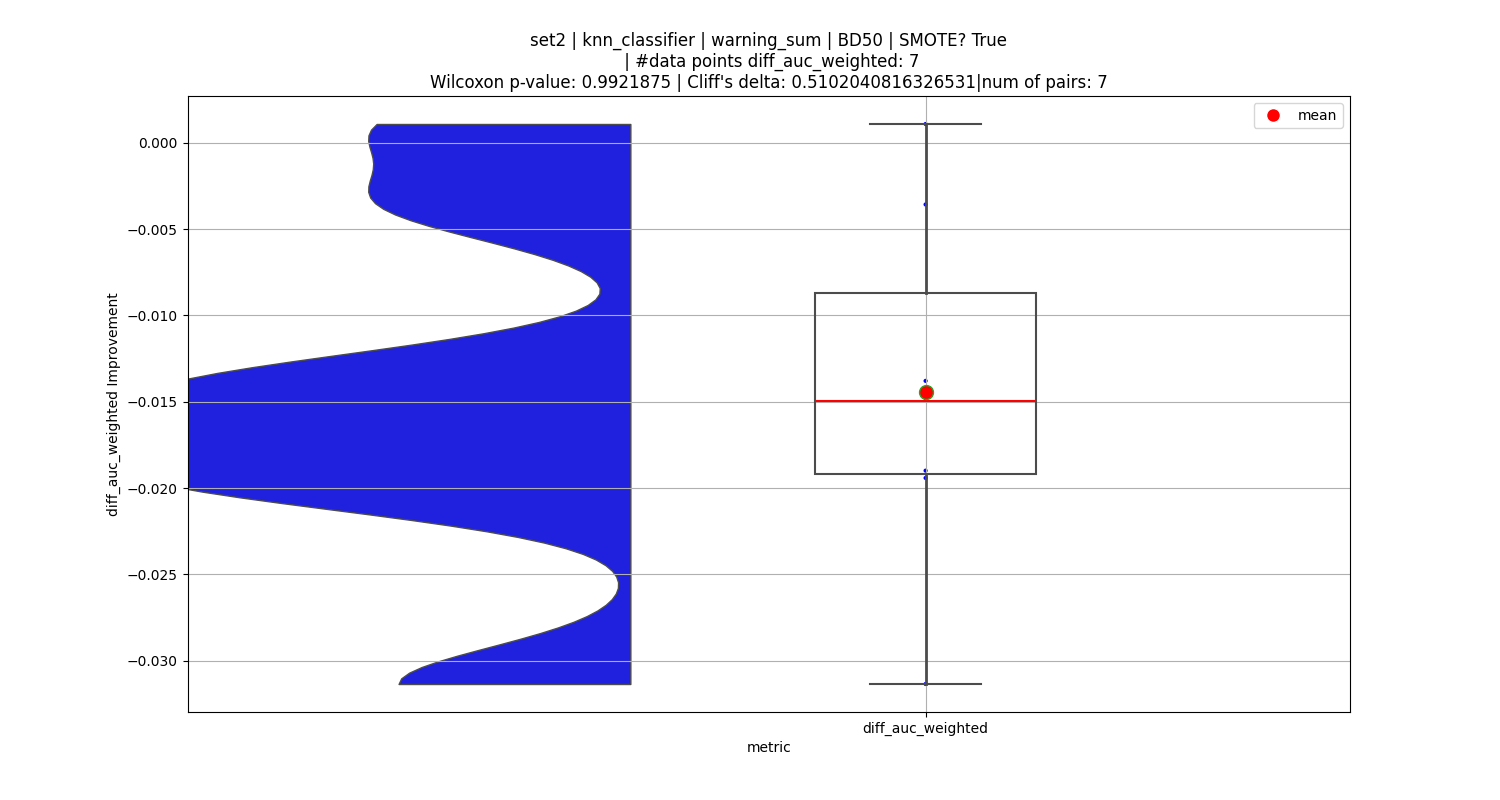 set2 | knn_classifier | warning_sum | BD50 | SMOTE? True
| #data points diff_auc_weighted: 7
Wilcoxon p-value: 0.9921875 | Cliff's delta: 0.5102040816326531|num of pairs: 7
mean
0.000
−0.005
−0.010
−0.015
−0.020
−0.025
−0.030
diff_auc_weighted Improvement
diff_auc_weighted
metric